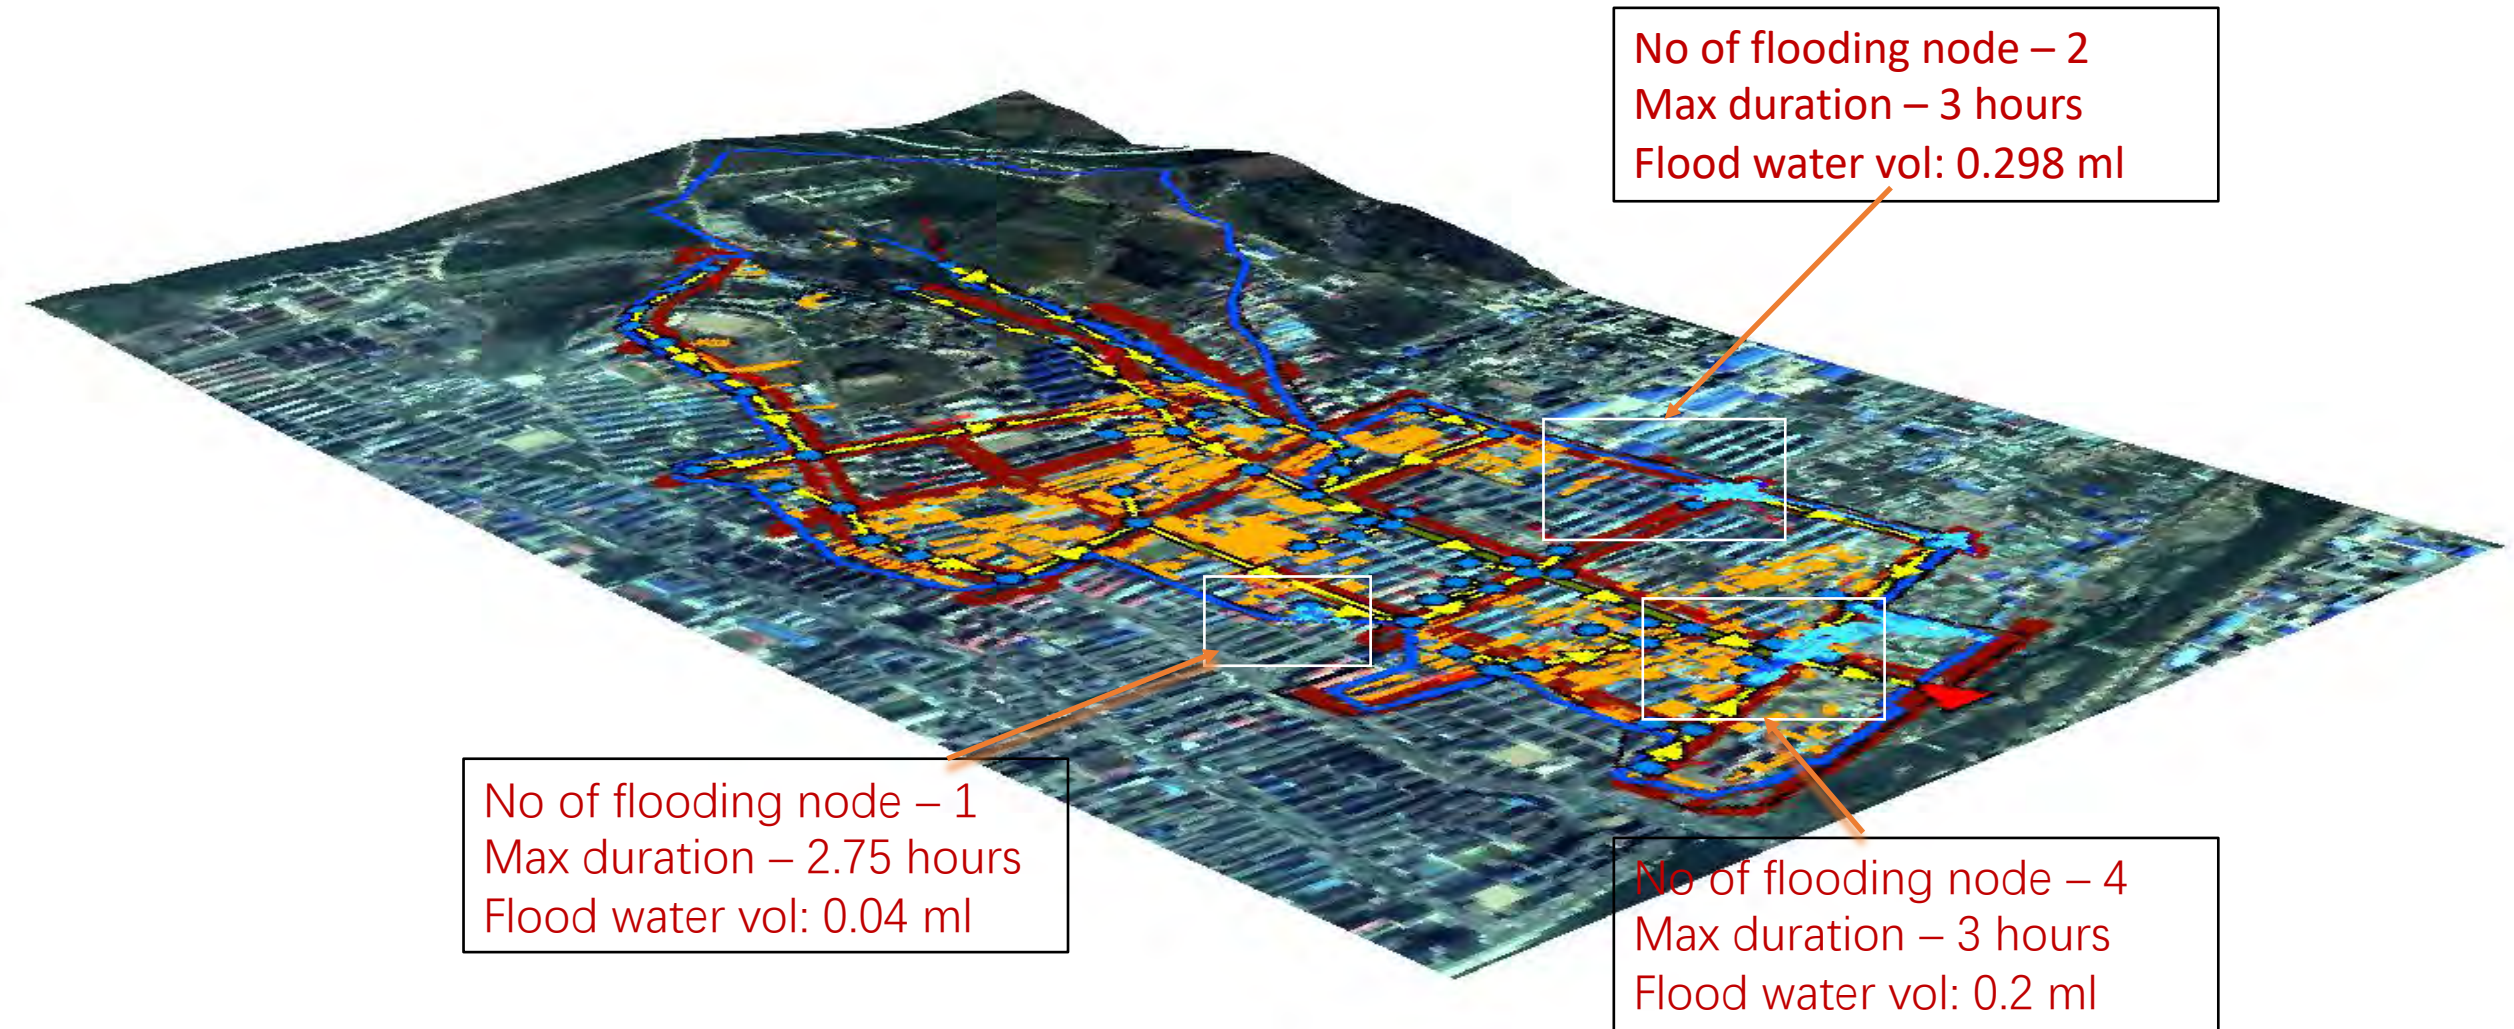 No of flooding node – 2
Max duration – 3 hours
Flood water vol: 0.298 ml
No of flooding node – 1
Max duration – 2.75 hours
Flood water vol: 0.04 ml
No of flooding node – 4
Max duration – 3 hours
Flood water vol: 0.2 ml